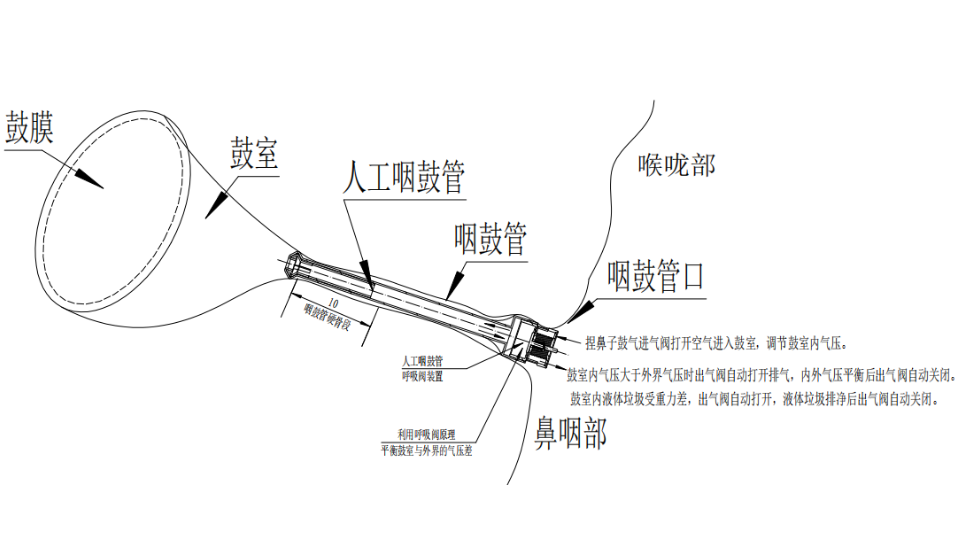 鼓膜
鼓室
人工咽鼓管
咽鼓管
喉咙部
咽鼓管口
10
咽鼓管硬骨段
捏鼻子鼓气进气阀打开空气进入鼓室，调节鼓室内气压。
人工咽鼓管
呼吸阀装置
鼓室内气压大于外界气压时出气阀自动打开排气，内外气压平衡后出气阀自动关闭。
鼓室内液体垃圾受重力差，出气阀自动打开，液体垃圾排净后出气阀自动关闭。
利用呼吸阀原理
平衡鼓室与外界的气压差
鼻咽部